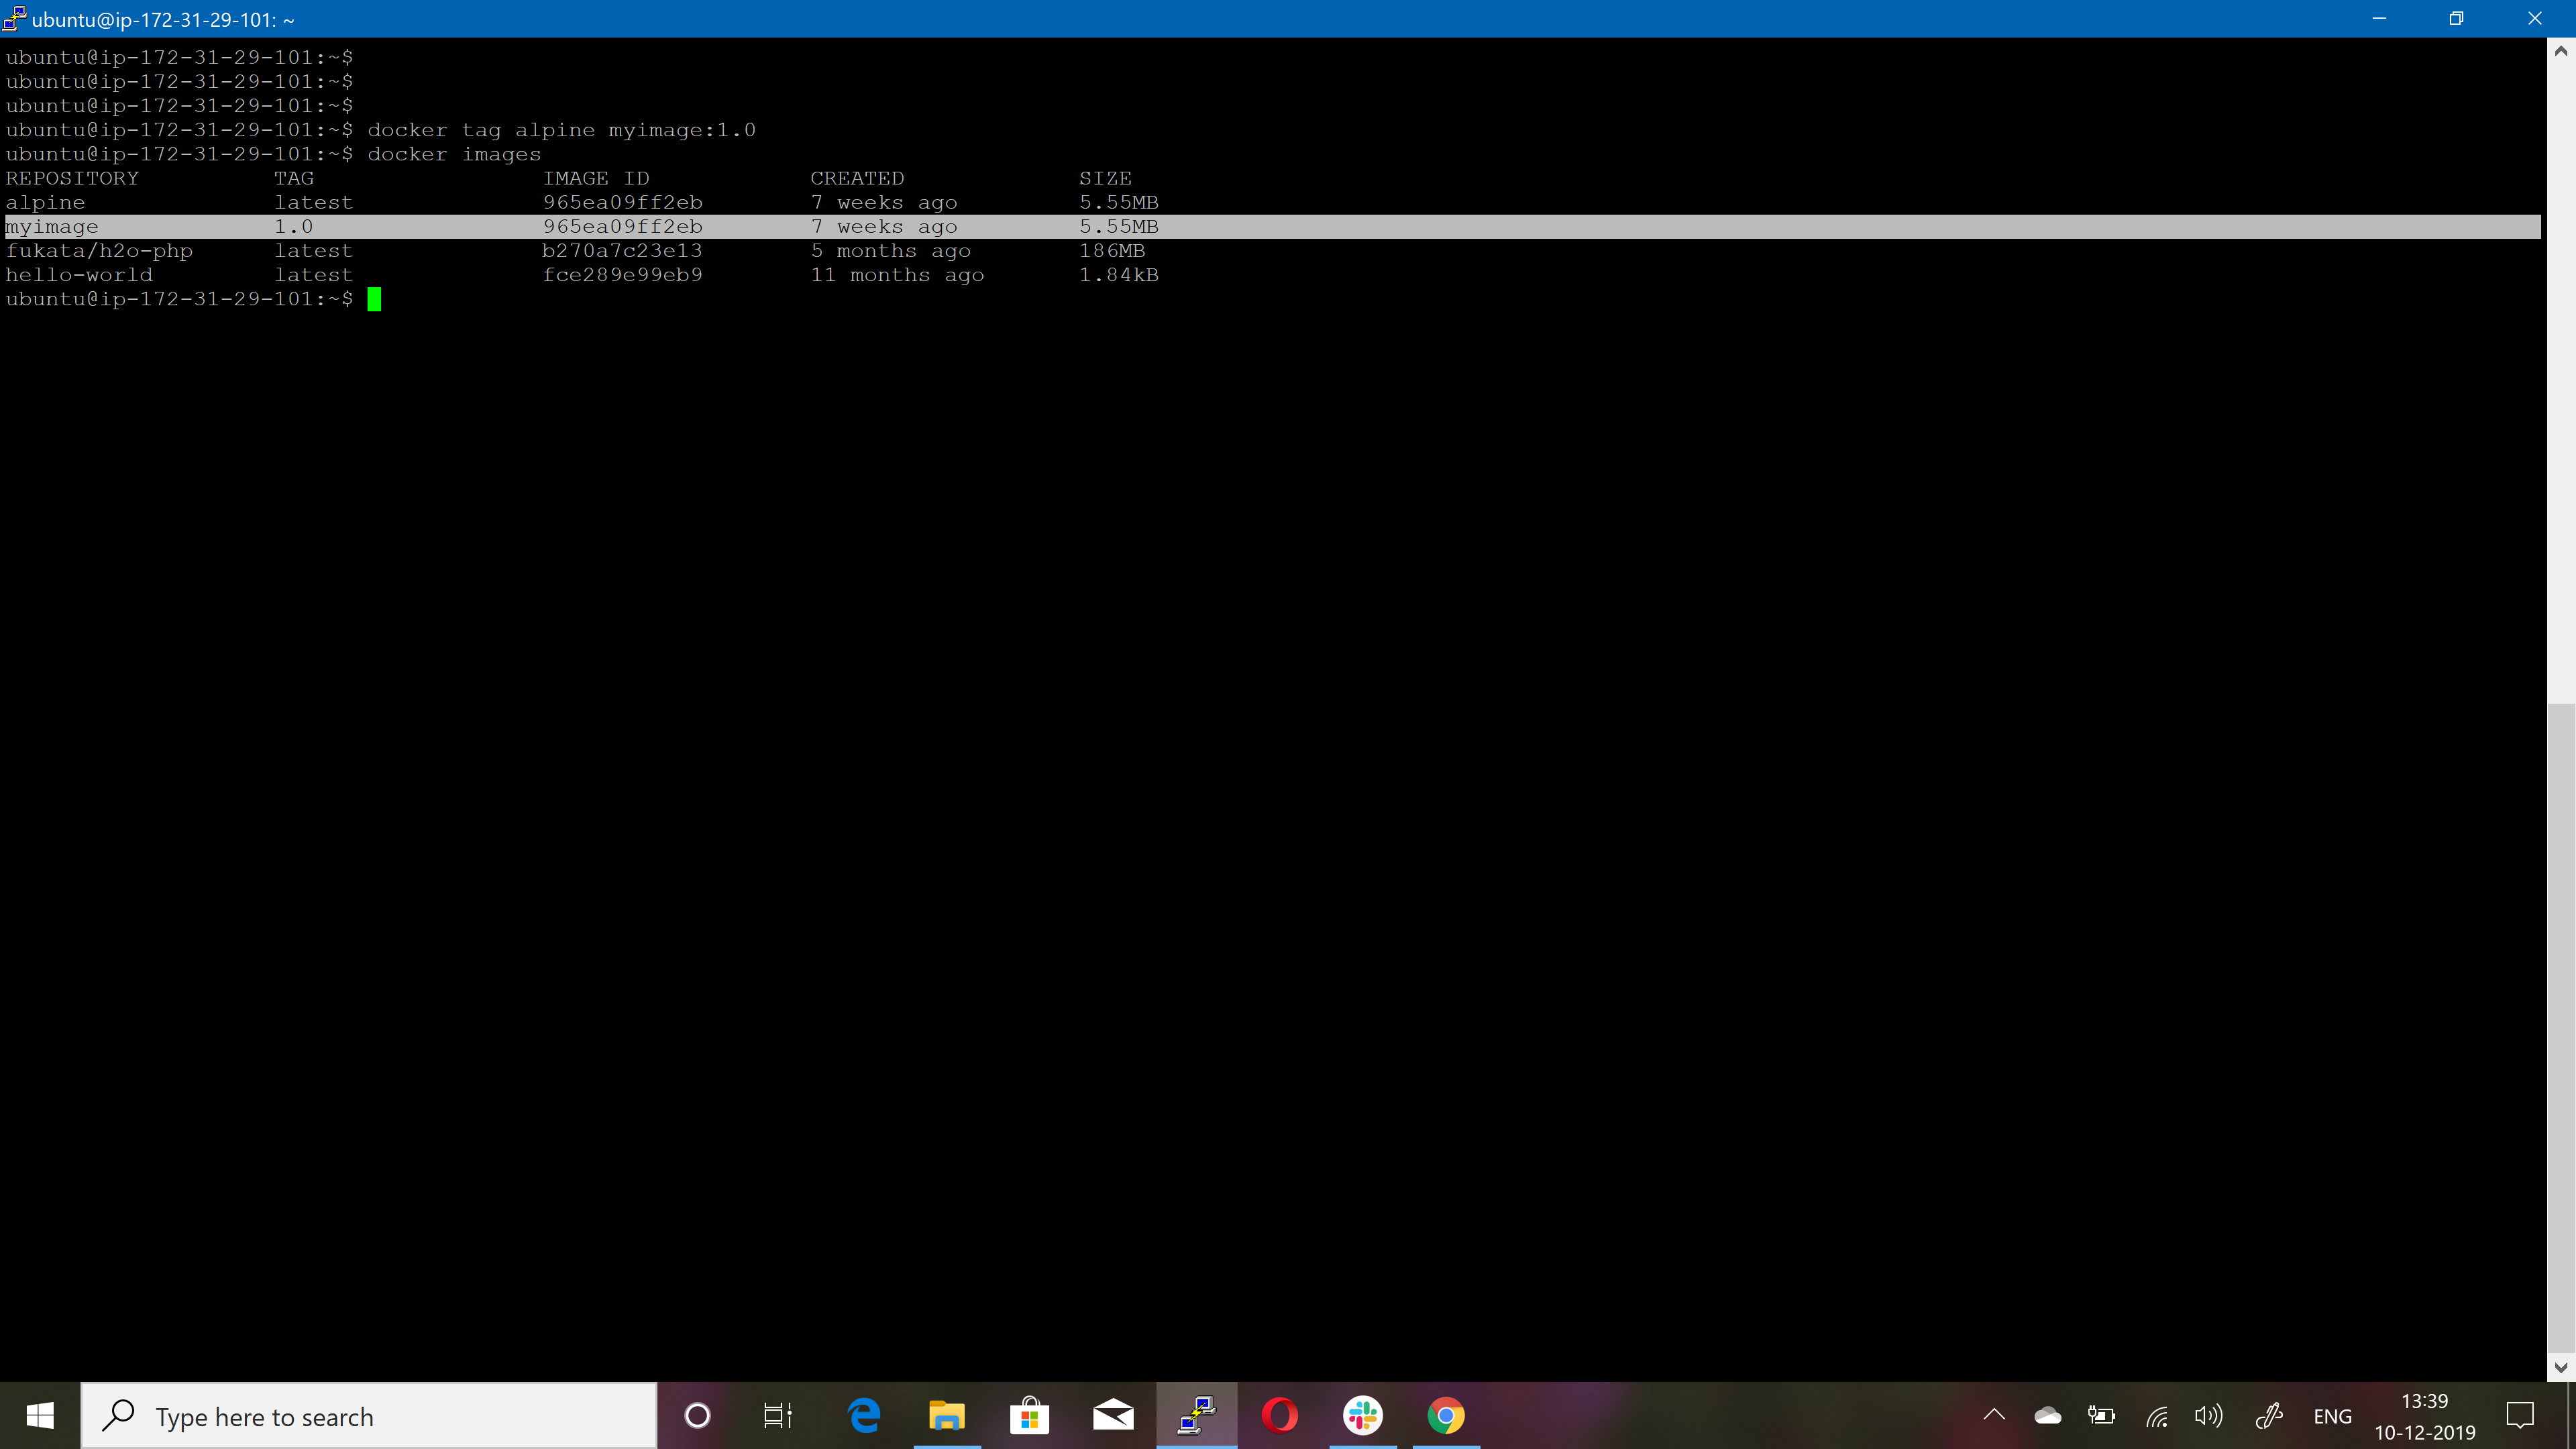 ubuntu@ip-172-31-29-101: ~
ubuntu@ip-172-31-29-101:~$
ubuntu@ip-172-31-29-101:~$
ubuntu@ip-172-31-29-101:~$
ubuntu@ip-172-31-29-101:~$ docker tag alpine myimage:1.0
ubuntu@ip-172-31-29-101:~$ docker images
REPOSITORY TAG IMAGE ID CREATED SIZE
alpine latest 965ea09ff2eb 7 weeks ago 5.55MB
myimage 1.0 965ea09ff2eb 7 weeks ago 5.55MB
fukata/h2o-php latest b270a7c23e13 5 months ago 186MB
hello-world latest fce289e99eb9 11 months ago 1.84kB
ubuntu@ip-172-31-29-101:~$
Type here to search
ENG
13:39
10-12-2019